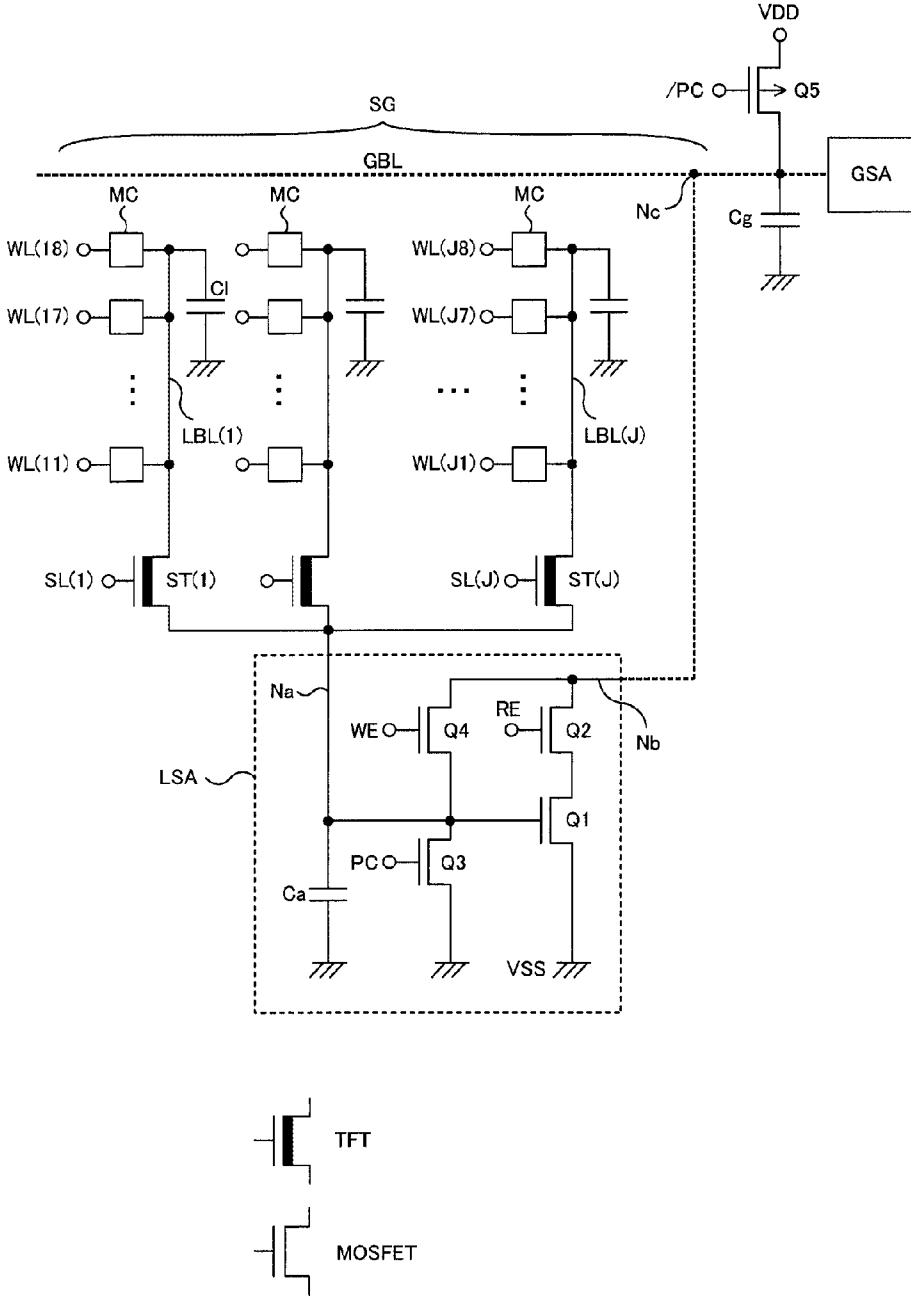 VDD
/PC
Q5
SG
GBL
GSA
MC
MC
MC
Nc
Cg
WL(18)
WL(J8)
Cl
WL(17)
WL(J7)
LBL(1)
LBL(J)
WL(11)
WL(J1)
SL(1)
ST(1)
SL(J)
ST(J)
Na
WE
Q4
RE
Q2
Nb
LSA
Q1
PC
Q3
Ca
VSS
TFT
MOSFET